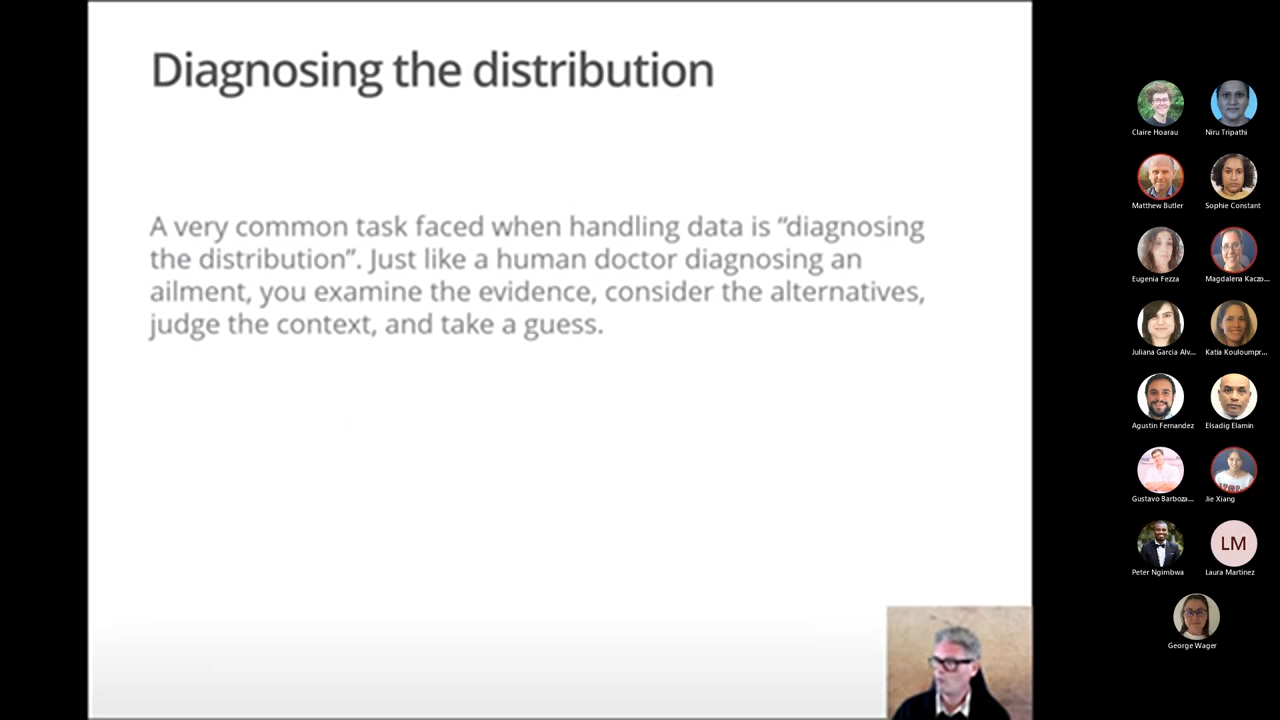 Diagnosing the distribution
A very common task faced when handling data is “diagnosing
the distribution”. Just like a human doctor diagnosing an
ailment, you examine the evidence, consider the alternatives,
judge the context, and take a guess.
Claire Hoarau
Niru Tripathi
Matthew Butler
Sophie Constant
Eugenia Fezza
Magdalena Kaczo...
Juliana Garcia Alv...
Katia Kouloumpr...
Agustin Fernandez
Elsadig Elamin
Gustavo Barboza...
Jie Xiang
Peter Ngimbwa
LM
Laura Martinez
George Wager